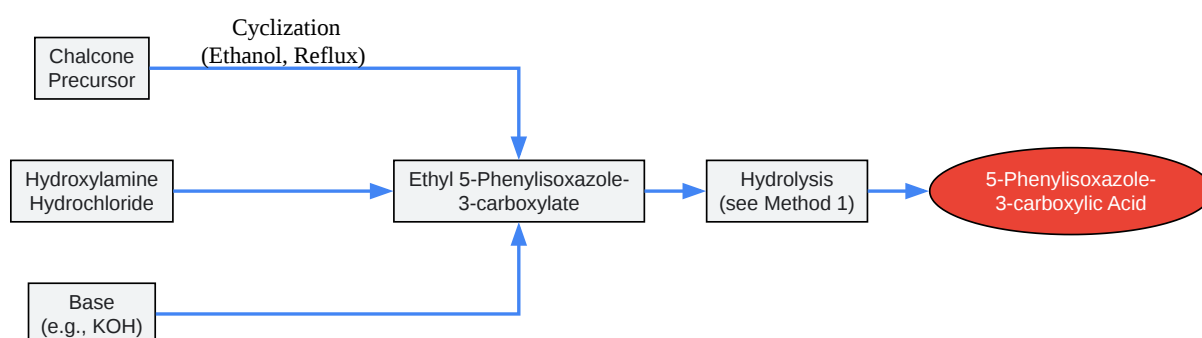 Cyclization
(Ethanol, Reflux)
Chalcone
Precursor
Hydroxylamine
Hydrochloride
Ethyl 5-Phenylisoxazole-
3-carboxylate
Hydrolysis
(see Method 1)
5-Phenylisoxazole-
3-carboxylic Acid
Base
(e.g., KOH)